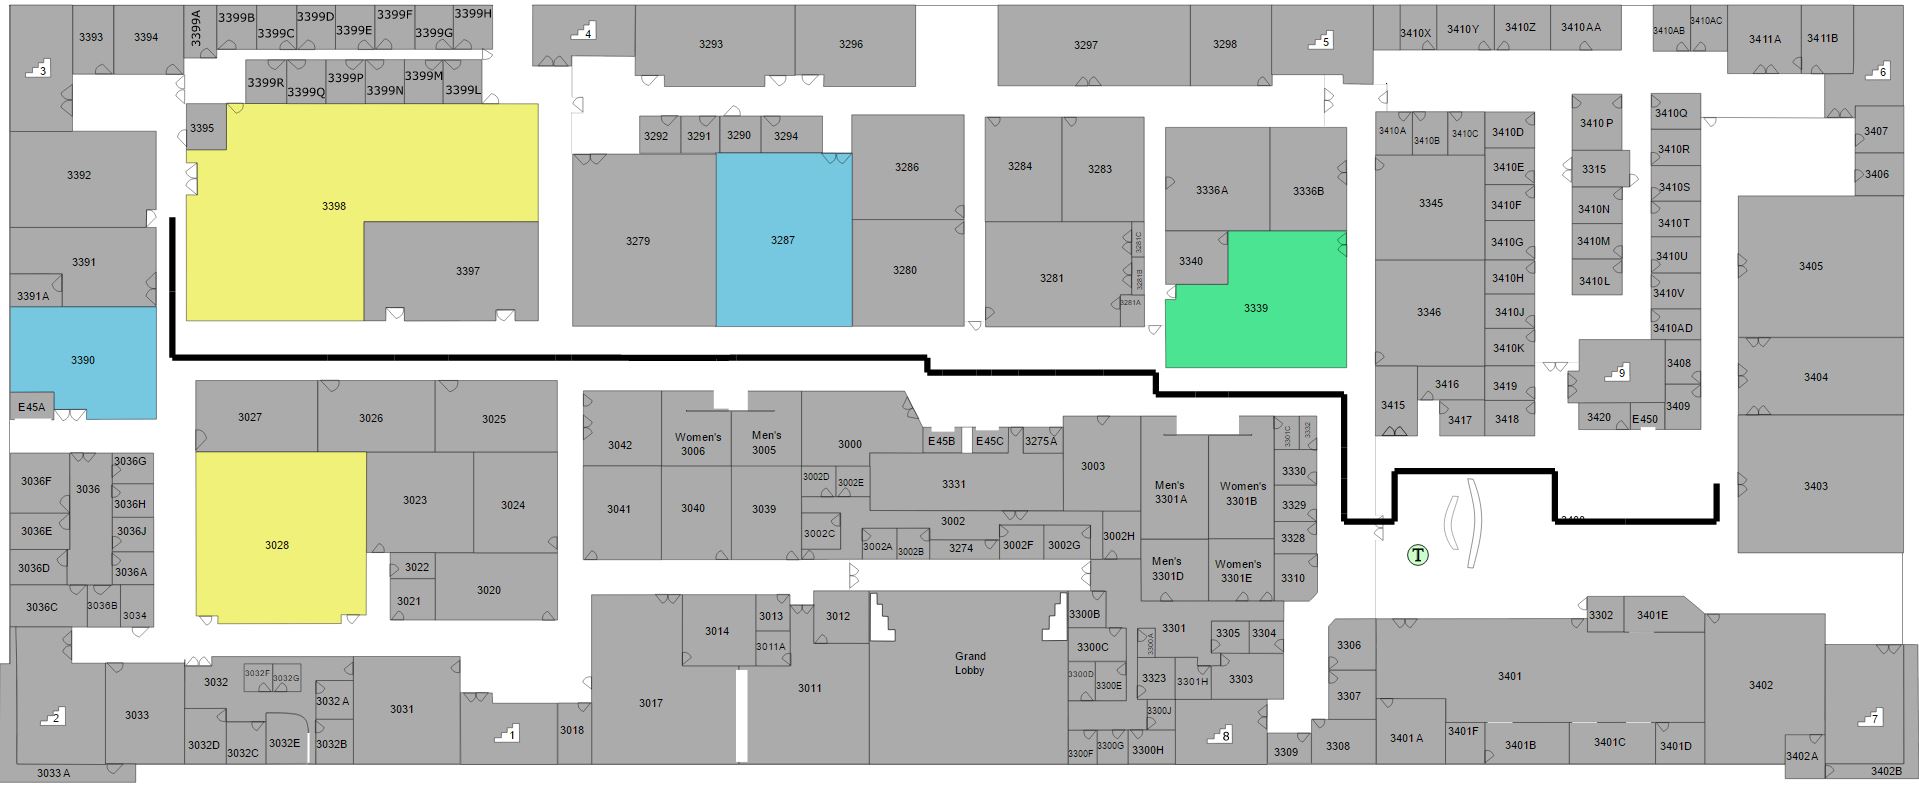 3393
3394
3399A
3399B
3399C
3399D
3399E
3399F
3399G
3399H
4
3293
3296
3297
3298
5
3410X
3410Y
3410Z
3410AA
3410AB
3410AC
3411A
3411B
3
6
3399R
3399Q
3399P
3399N
3399M
3399L
3395
3292
3291
3290
3294
3410A
3410B
3410C
3410D
3410 P
3410Q
3407
3392
3398
3286
3284
3283
3336A
3336B
3345
3410E
3315
3410R
3406
3410F
3410N
3410S
3410T
3391
3391A
3397
3279
3287
3280
3281
3281C
3281B
3281A
3340
3339
3346
3410G
3410M
3410U
3405
3410H
3410L
3410V
3410J
3410AD
3410K
3390
E45A
3408
3404
9
3416
3419
3415
3417
3418
3420
E450
3409
3027
3026
3025
3042
Women's
3006
Men's
3005
3000
E45B
E45C
3275A
3003
3301C
3332
3036F
3036
3036G
3036H
3036E
3036J
3036D
3036A
3036C
3036B
3034
3028
3023
3024
3022
3021
3020
3041
3040
3039
3002D
3002E
3331
3002
3002C
3002A
3002B
3274
3002F
3002G
3002H
Men's
3301A
Women's
3301B
3330
3329
3328
3310
Men's
3301D
Women's
3301E
3400
3403
T
3032
3032F
3032G
3032 A
3031
3033
3032D
3032C
3032E
3032B
2
3033 A
1
3018
3017
3014
3013
3011A
3012
3011
Grand
Lobby
3300B
3300C
3300A
3300D
3300E
3301
3305
3304
3323
3301H
3303
3300J
3300F
3300G
3300H
8
3309
3306
3307
3308
3302
3401E
3401
3402
3401 A
3401F
3401B
3401C
3401D
3402A
7
3402B